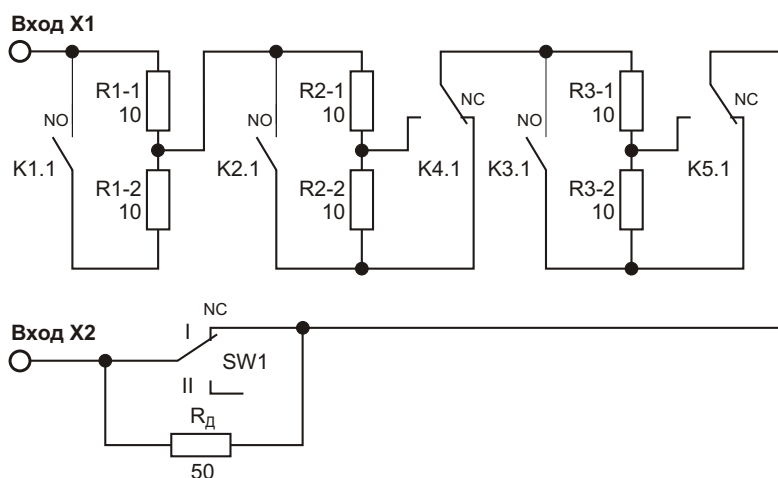 Вход X1
R1-1
10
NO
K1.1
R1-2
10
R2-1
10
NO
K2.1
R2-2
10
NC
K4.1
R3-1
10
NO
K3.1
R3-2
10
NC
K5.1
Вход X2
I
NC
SW1
II
RД
50